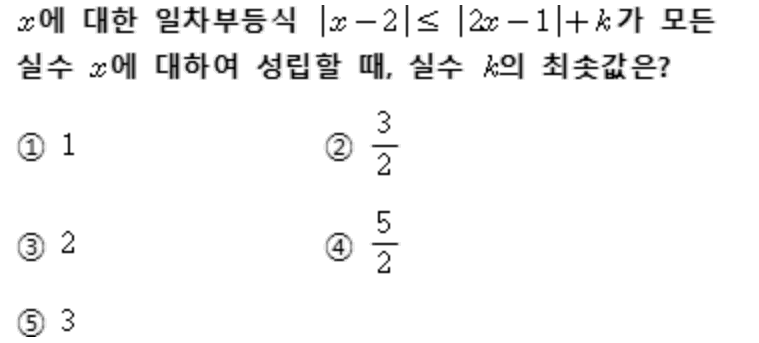 x에 대한 일차부등식 |x-2|≤ |2x-1|+k가 모든
실수 x에 대하여 성립할 때, 실수 k의 최솟값은?
① 1 ② 3/2
③ 2 ④ 5/2
⑤ 3